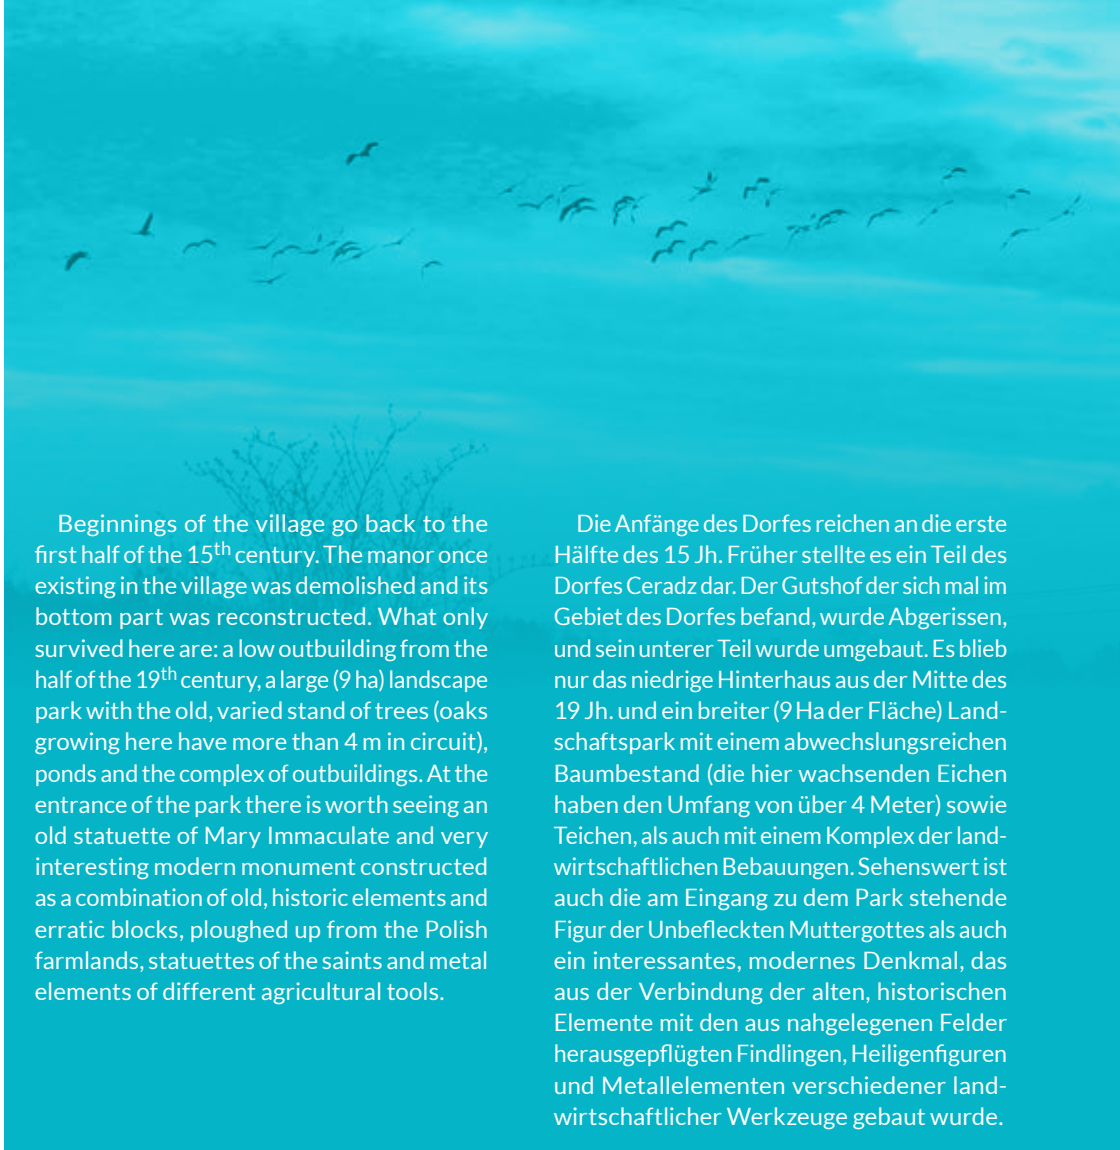 Beginnings of the village go back to the
first half of the 15th century. The manor once
existing in the village was demolished and its
bottom part was reconstructed. What only
survived here are: a low outbuilding from the
half of the 19th century, a large (9 ha) landscape
park with the old, varied stand of trees (oaks
growing here have more than 4 m in circuit),
ponds and the complex of outbuildings. At the
entrance of the park there is worth seeing an
old statuette of Mary Immaculate and very
interesting modern monument constructed
as a combination of old, historic elements and
erratic blocks, ploughed up from the Polish
farmlands, statuettes of the saints and metal
elements of different agricultural tools.
Die Anfänge des Dorfes reichen an die erste
Hälfte des 15 Jh. Früher stellte es ein Teil des
Dorfes Ceradz dar. Der Gutshof der sich mal im
Gebiet des Dorfes befand, wurde Abgerissen,
und sein unterer Teil wurde umgebaut. Es blieb
nur das niedrige Hinterhaus aus der Mitte des
19 Jh. und ein breiter (9 Ha der Fläche) Land-
schaftspark mit einem abwechslungsreichen
Baumbestand (die hier wachsenden Eichen
haben den Umfang von über 4 Meter) sowie
Teichen, als auch mit einem Komplex der land-
wirtschaftlichen Bebauungen. Sehenswert ist
auch die am Eingang zu dem Park stehende
Figur der Unbefleckten Muttergottes als auch
ein interessantes, modernes Denkmal, das
aus der Verbindung der alten, historischen
Elemente mit den aus nahgelegenen Felder
herausgepflügten Findlingen, Heiligenfiguren
und Metallelementen verschiedener land-
wirtschaftlicher Werkzeuge gebaut wurde.